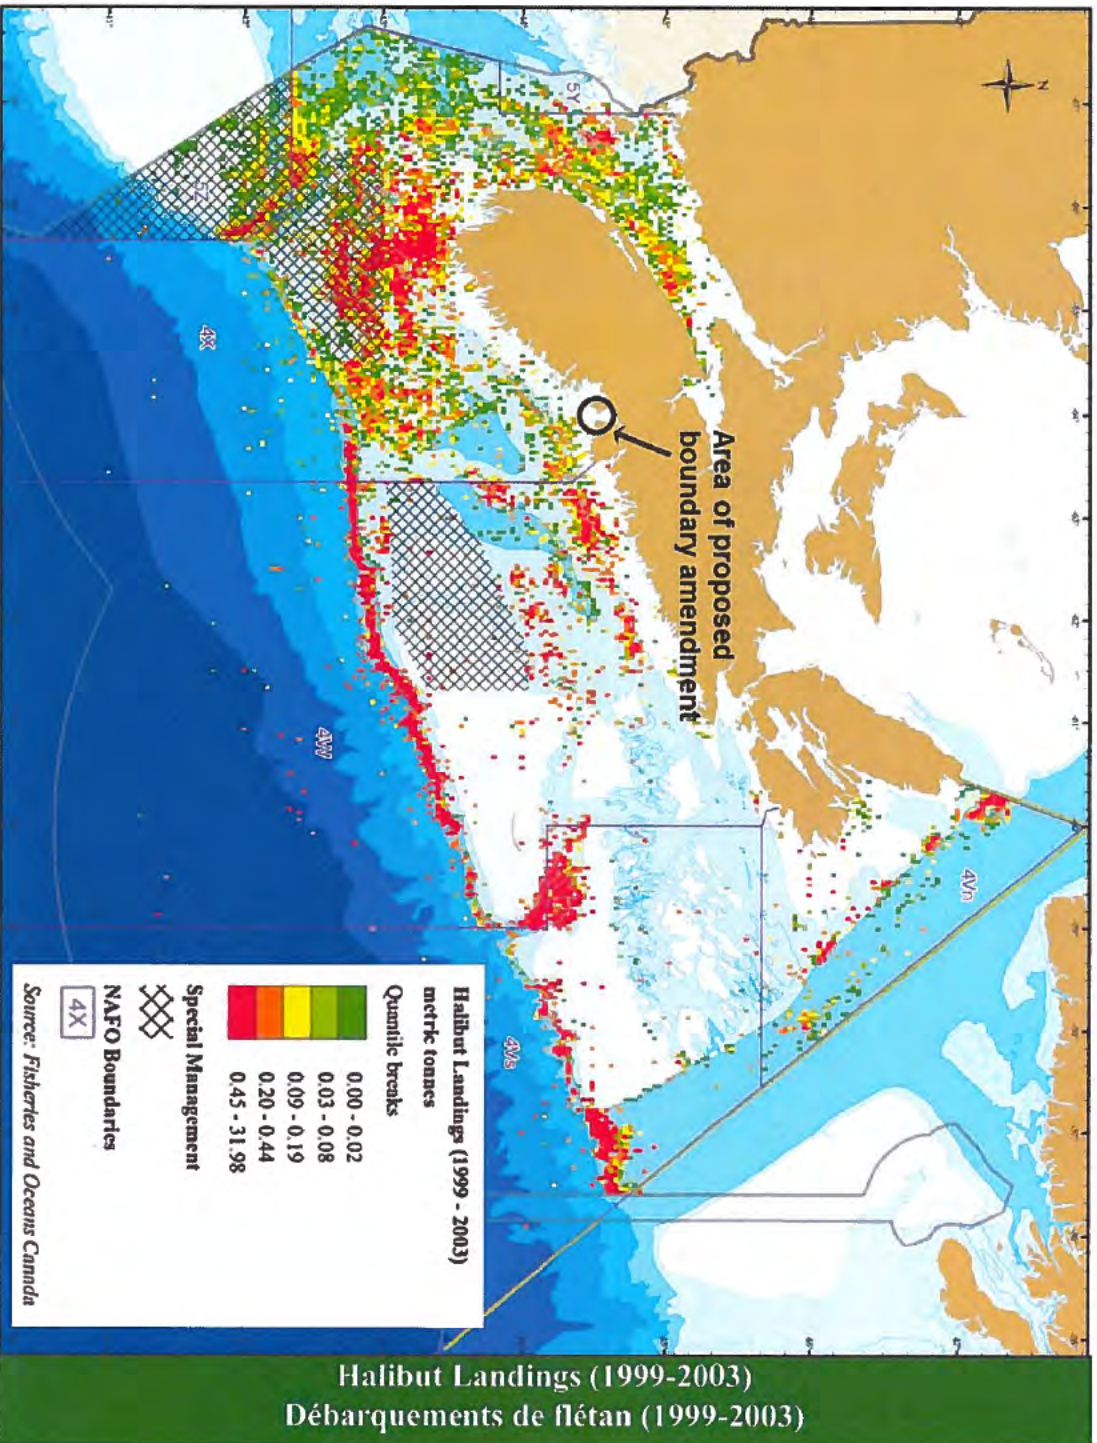 Halibut Landings (1999-2003)
Débarquements de flétan (1999-2003)
N
5Y
5Z
4X
4W
4Vn
4Vs
Area of proposed
boundary amendment
Halibut Landings (1999 - 2003)
metric tonnes
Quantile breaks
0.00 - 0.02
0.03 - 0.08
0.09 - 0.19
0.20 - 0.44
0.45 - 31.98
Special Management
NAFO Boundaries
4X
Source: Fisheries and Oceans Canada